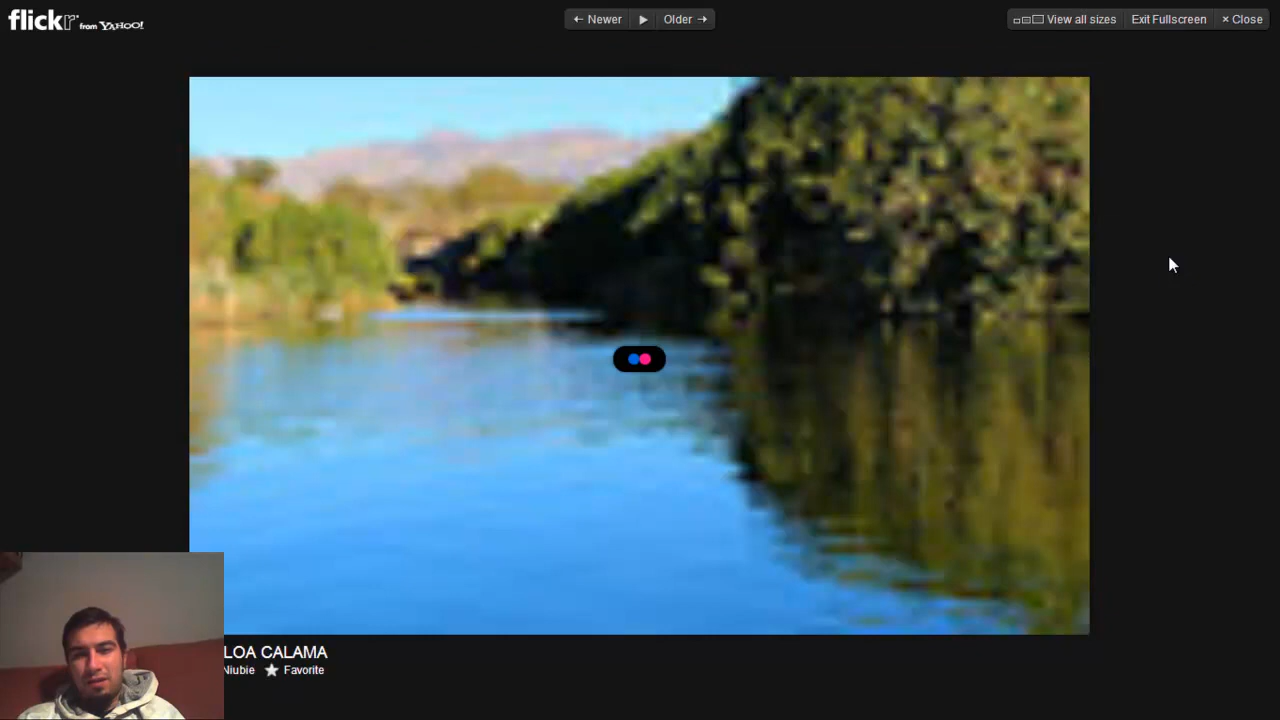 flickr from YAHOO!
← Newer
Older →
View all sizes
Exit Fullscreen
× Close
LOA CALAMA
Niubie
Favorite